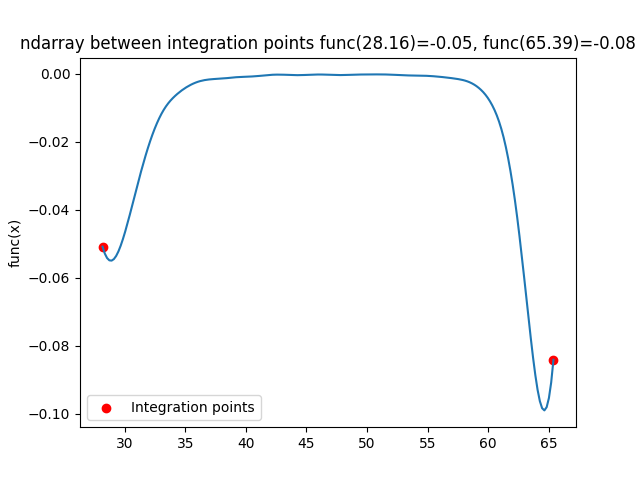 ndarray between integration points func(28.16)=-0.05, func(65.39)=-0.08
0.00
−0.02
−0.04
−0.06
−0.08
−0.10
func(x)
Integration points
30 35 40 45 50 55 60 65